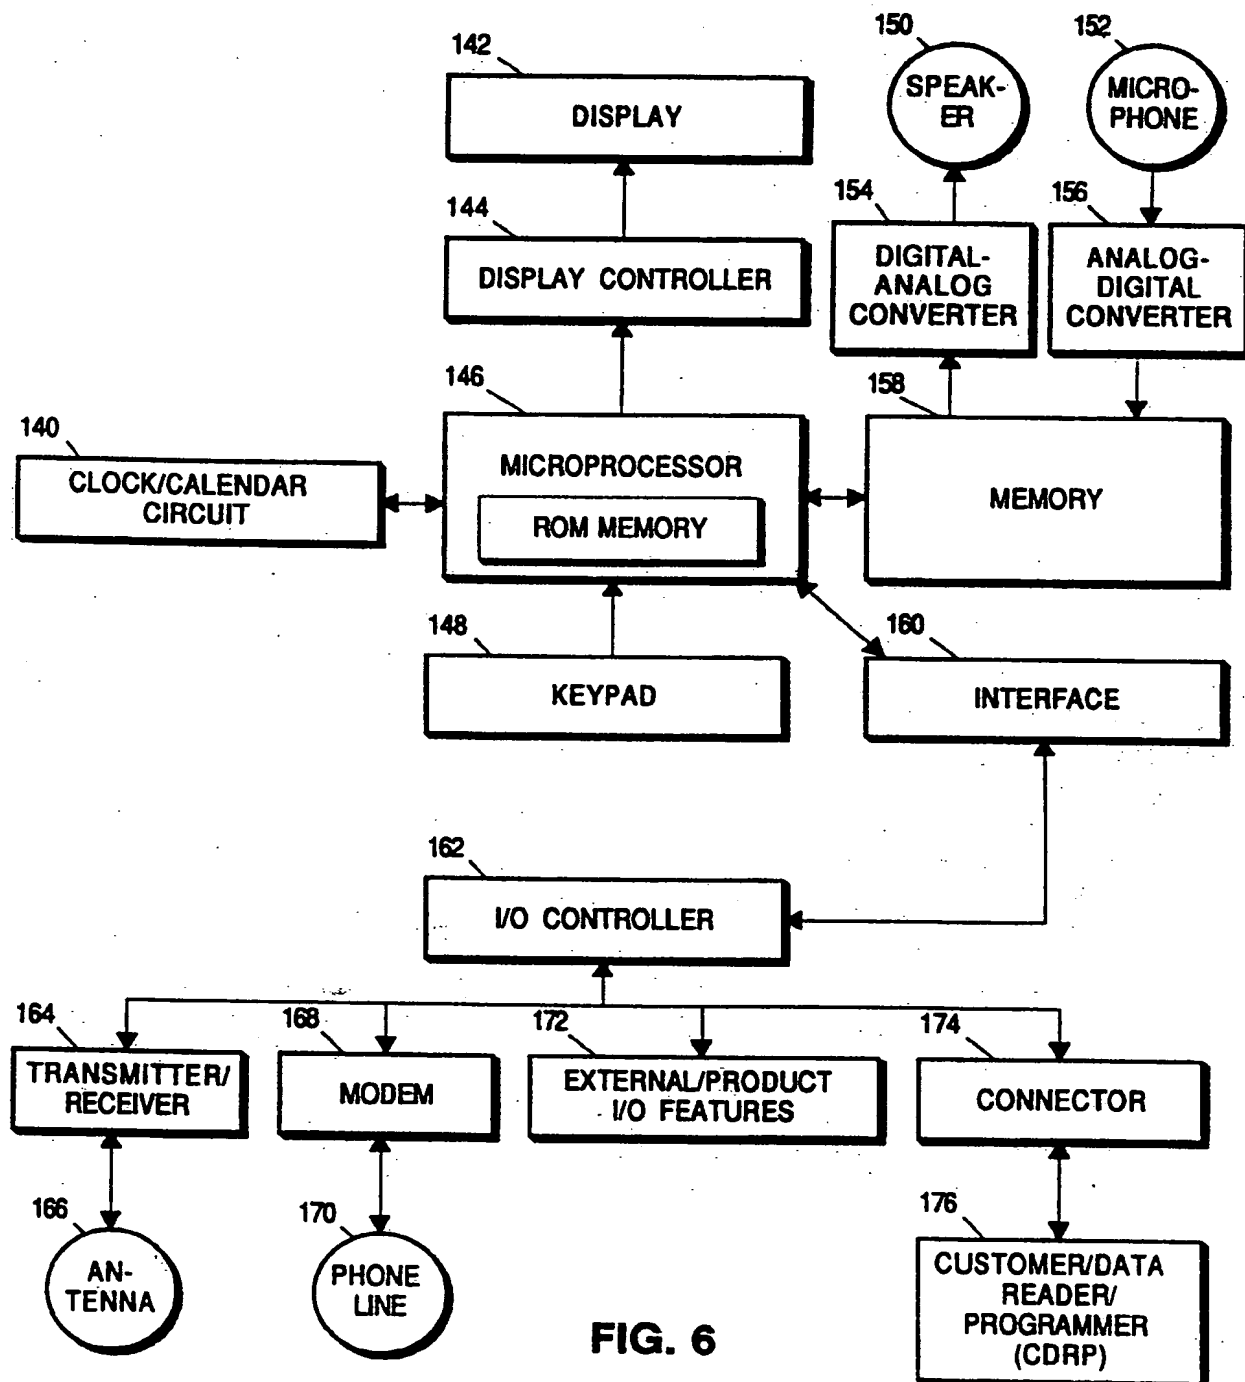 142
DISPLAY
150
SPEAK-
ER
152
MICRO-
PHONE
144
DISPLAY CONTROLLER
154
DIGITAL-
ANALOG
CONVERTER
156
ANALOG-
DIGITAL
CONVERTER
140
CLOCK/CALENDAR
CIRCUIT
146
MICROPROCESSOR
ROM MEMORY
158
MEMORY
148
KEYPAD
160
INTERFACE
162
I/O CONTROLLER
164
TRANSMITTER/
RECEIVER
168
MODEM
172
EXTERNAL/PRODUCT
I/O FEATURES
174
CONNECTOR
166
AN-
TENNA
170
PHONE
LINE
176
CUSTOMER/DATA
READER/
PROGRAMMER
(CDRP)
FIG. 6